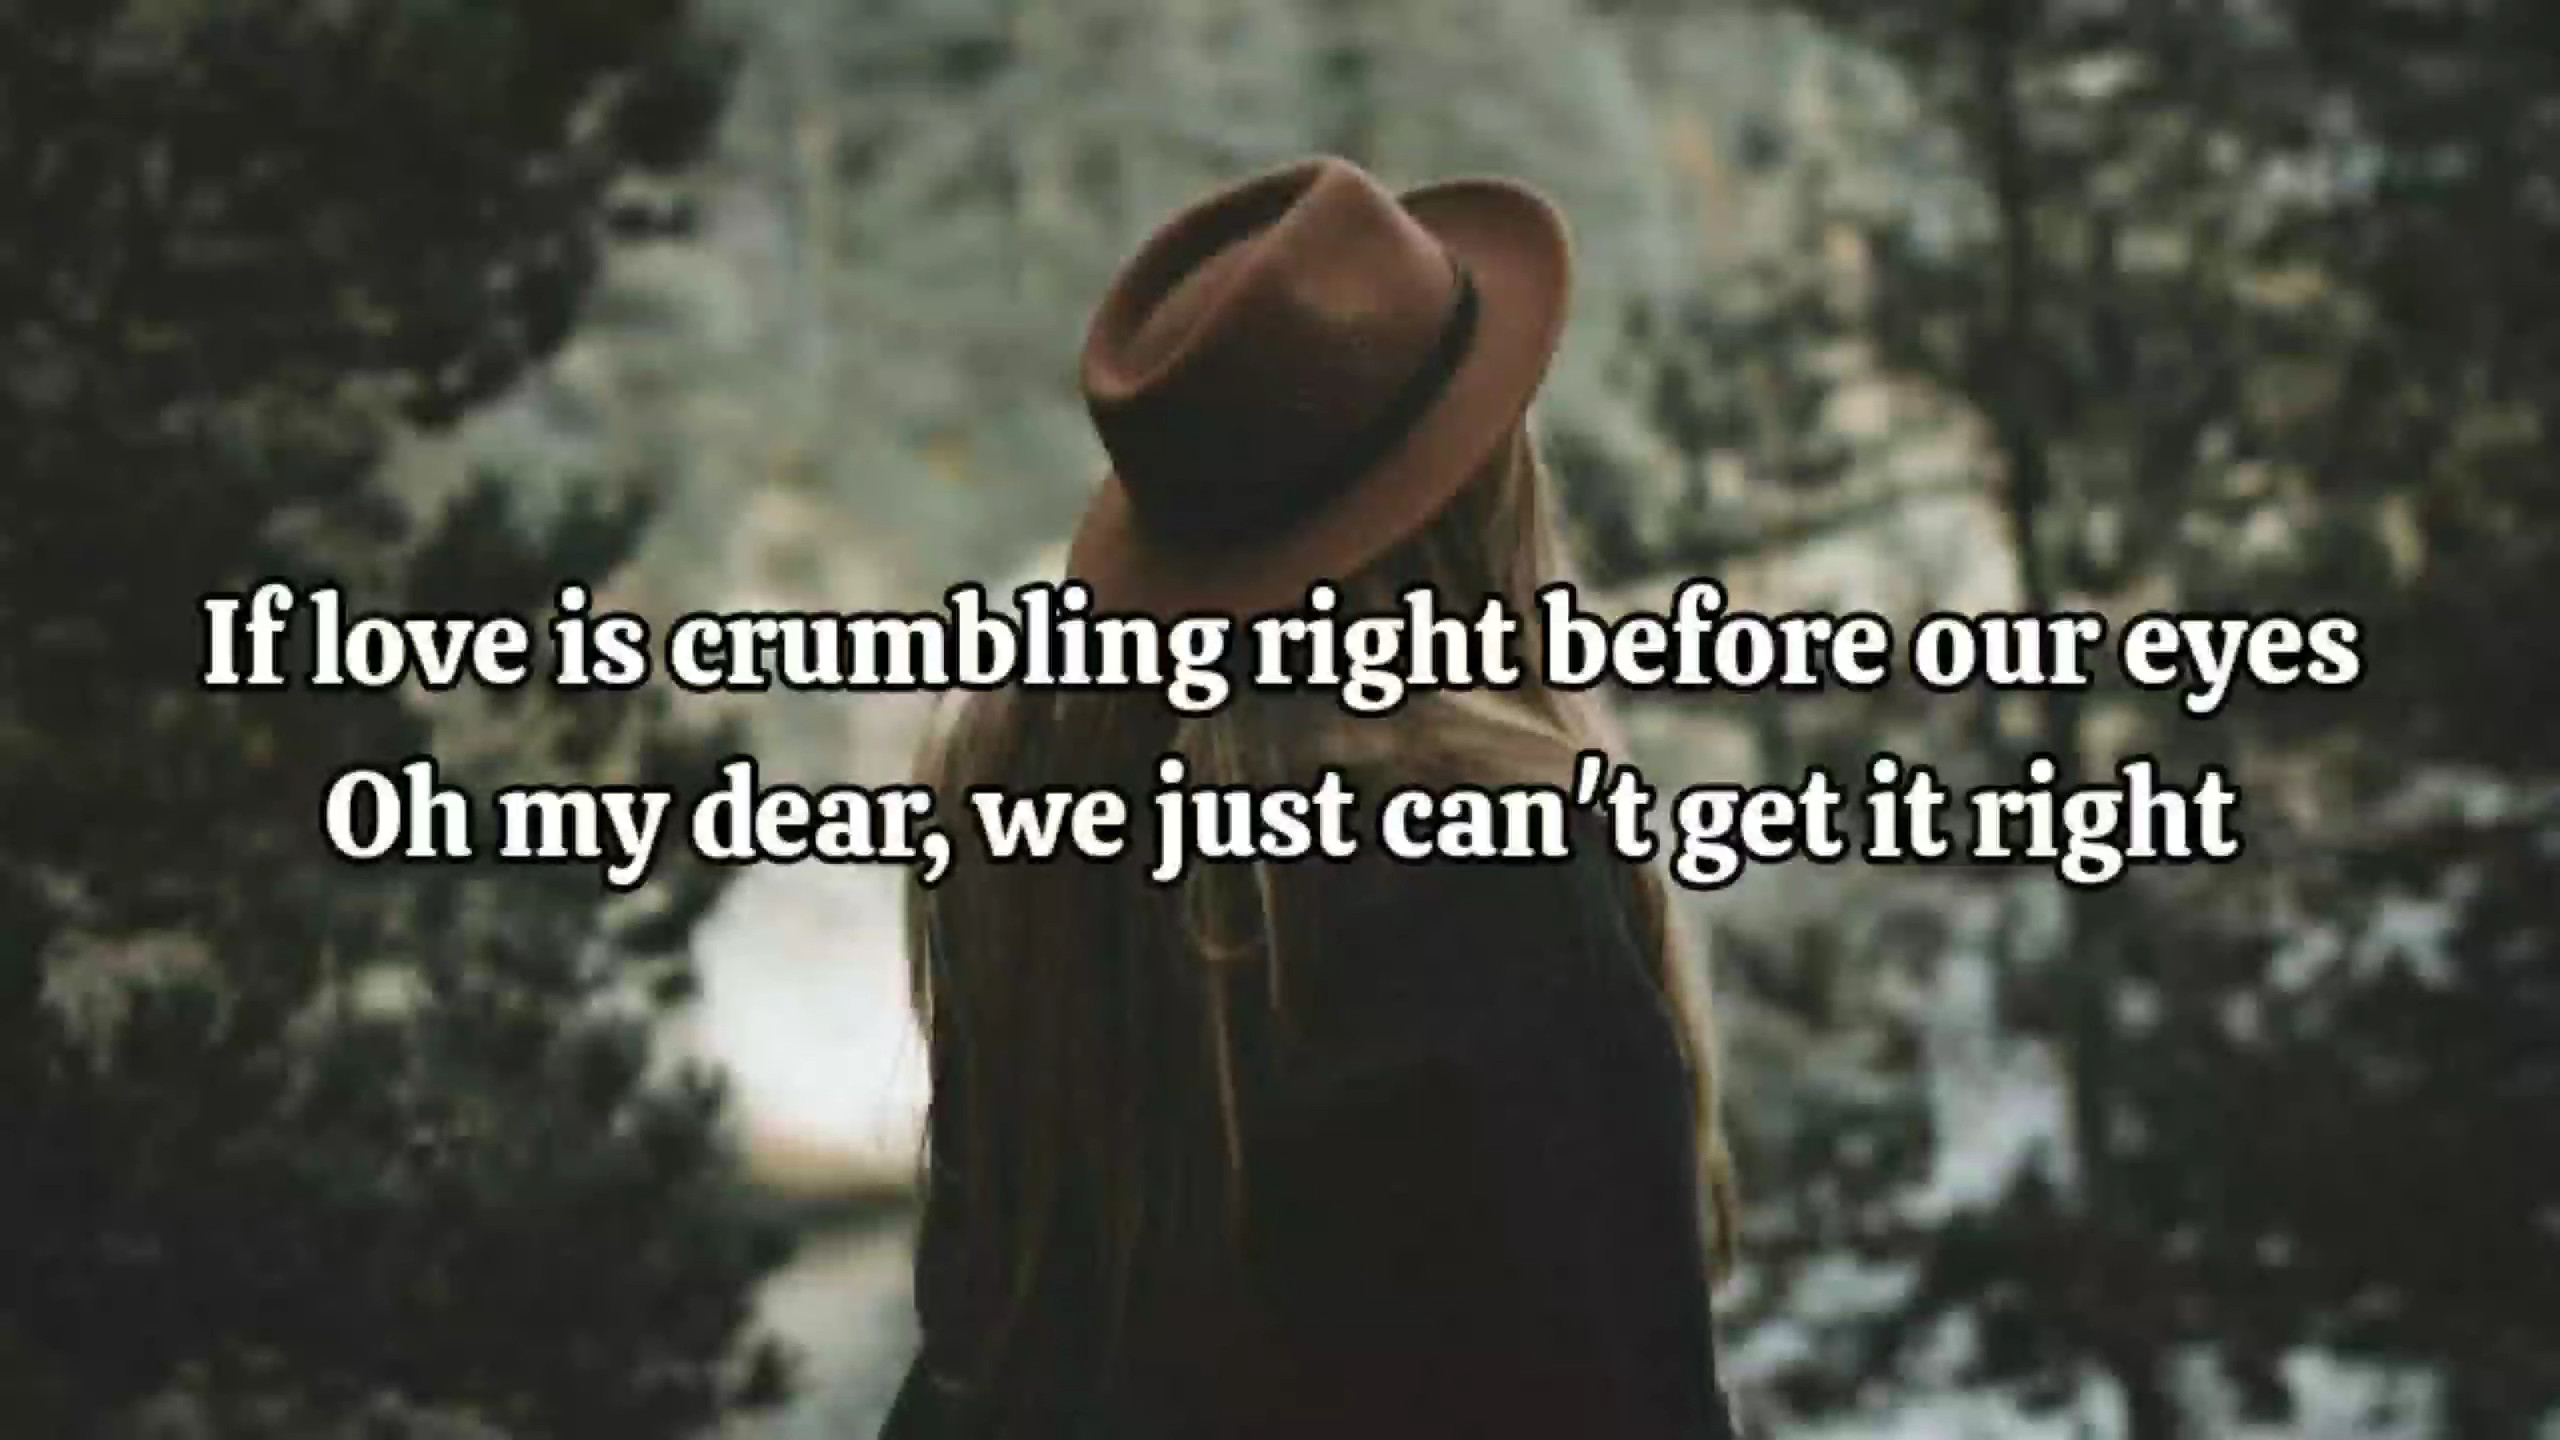 If love is crumbling right before our eyes
Oh my dear, we just can't get it right